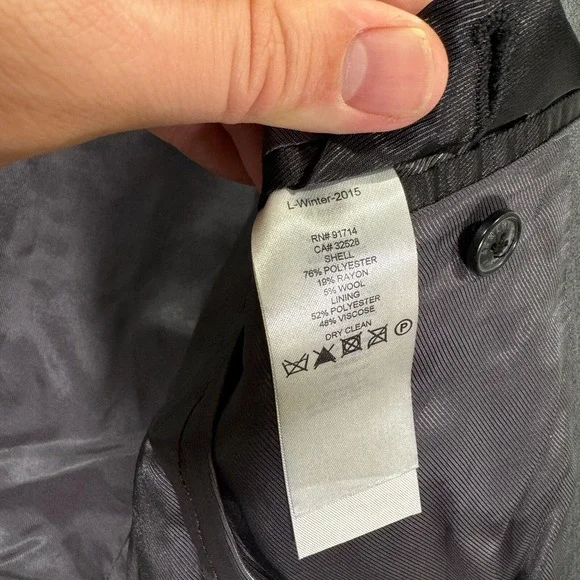 L-Winter-2015
RN# 91714
CA# 32528
SHELL
76% POLYESTER
19% RAYON
5% WOOL
LINING
52% POLYESTER
48% VISCOSE
DRY CLEAN
P